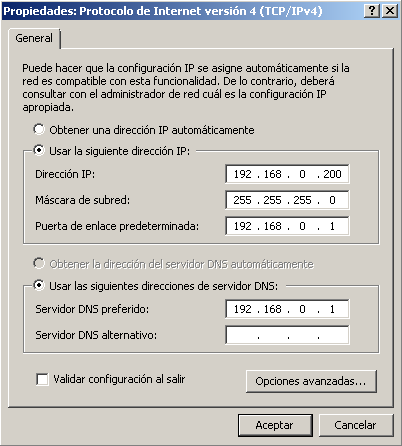 Propiedades: Protocolo de Internet versión 4 (TCP/IPv4)
General
Puede hacer que la configuración IP se asigne automáticamente si la
red es compatible con esta funcionalidad. De lo contrario, deberá
consultar con el administrador de red cuál es la configuración IP
apropiada.
Obtener una dirección IP automáticamente
Usar la siguiente dirección IP:
Dirección IP: 192 . 168 . 0 . 200
Máscara de subred: 255 . 255 . 255 . 0
Puerta de enlace predeterminada: 192 . 168 . 0 . 1
Obtener la dirección del servidor DNS automáticamente
Usar las siguientes direcciones de servidor DNS:
Servidor DNS preferido: 192 . 168 . 0 . 1
Servidor DNS alternativo: . . .
Validar configuración al salir
Opciones avanzadas...
Aceptar
Cancelar